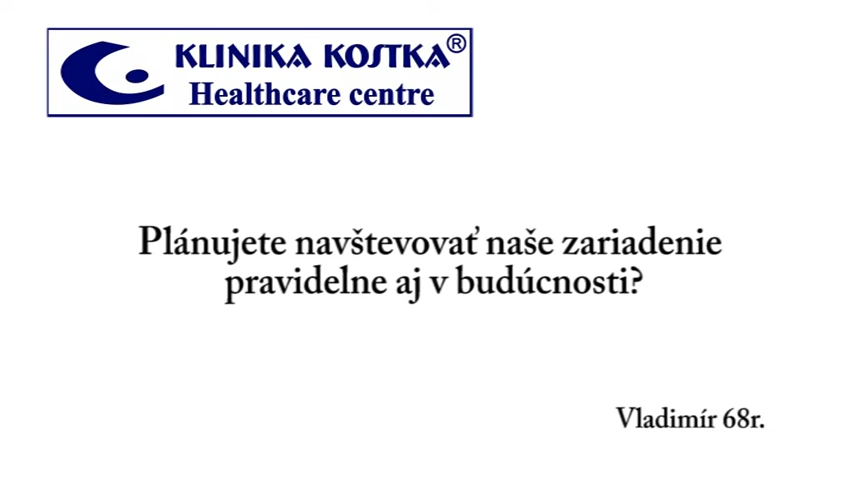 KLINIKA KOSTKA®
Healthcare centre
Plánujete navštevovať naše zariadenie
pravidelne aj v budúcnosti?
Vladimír 68r.